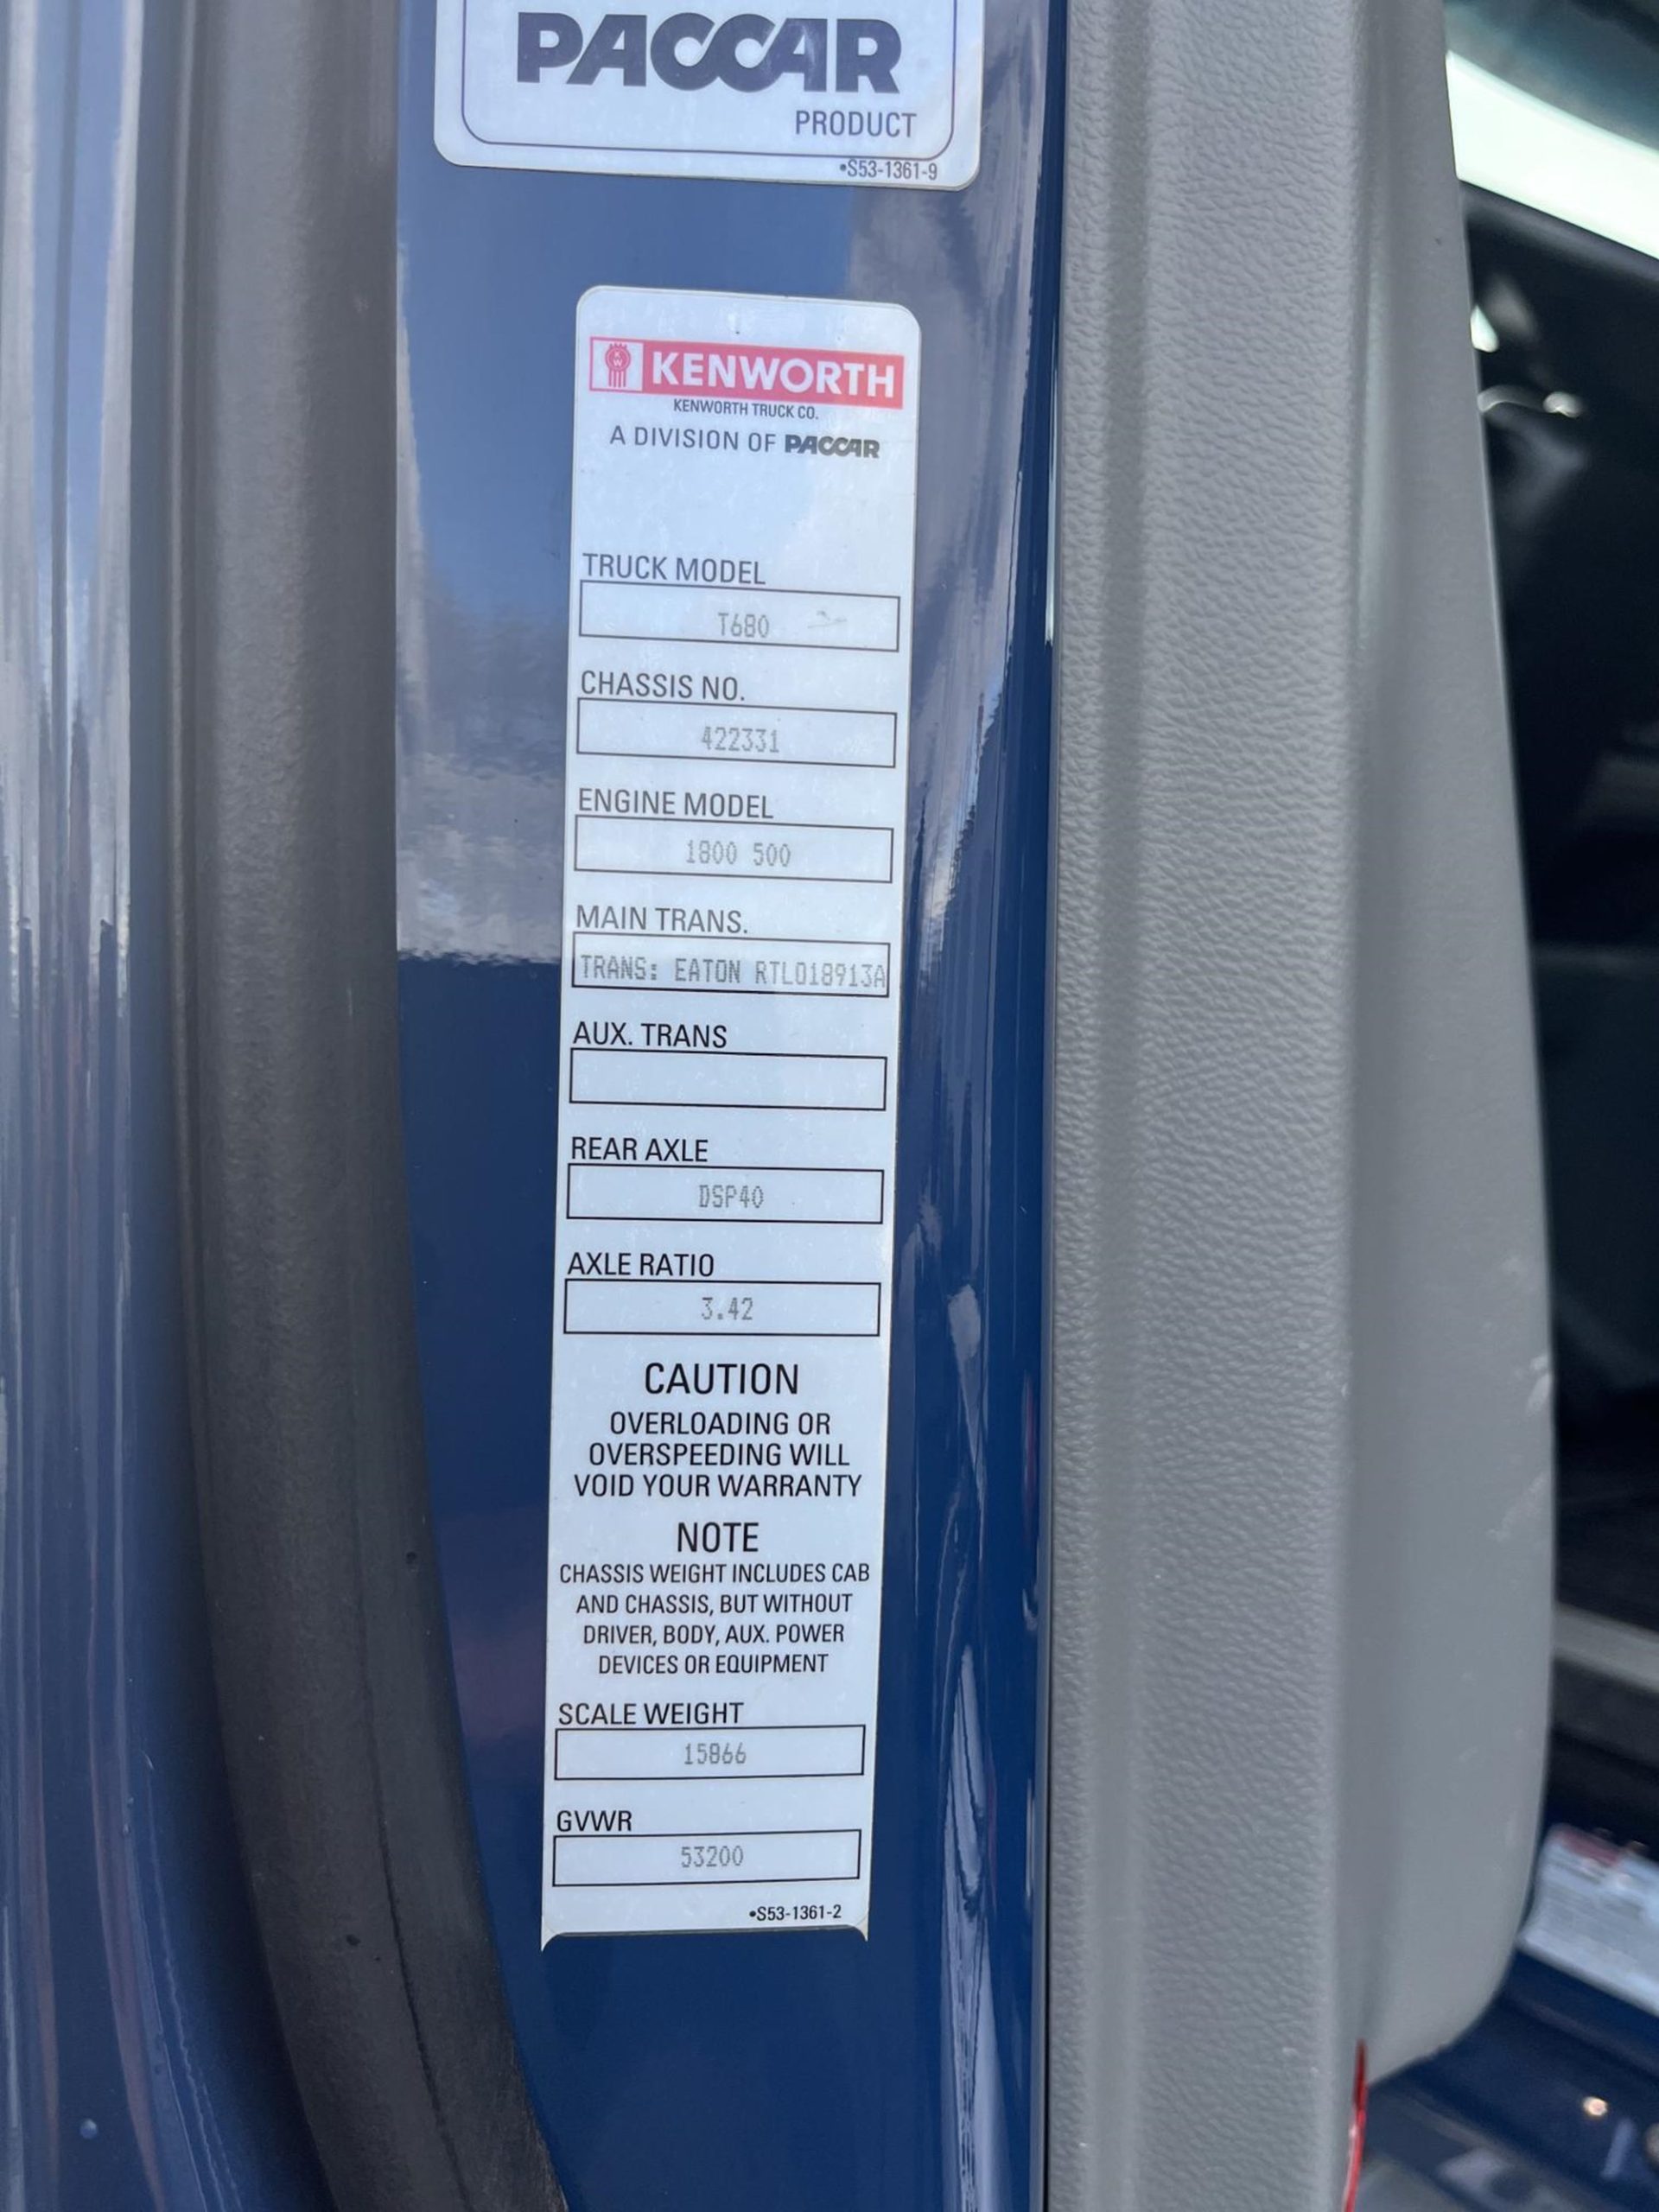 PACCAR
PRODUCT
•S53-1361-9
KENWORTH
KENWORTH TRUCK CO.
A DIVISION OF PACCAR
TRUCK MODEL
T680
CHASSIS NO.
422331
ENGINE MODEL
1800 500
MAIN TRANS.
TRANS: EATON RTLO18913A
AUX. TRANS
REAR AXLE
DSP40
AXLE RATIO
3.42
CAUTION
OVERLOADING OR
OVERSPEEDING WILL
VOID YOUR WARRANTY
NOTE
CHASSIS WEIGHT INCLUDES CAB
AND CHASSIS, BUT WITHOUT
DRIVER, BODY, AUX. POWER
DEVICES OR EQUIPMENT
SCALE WEIGHT
15866
GVWR
53200
•S53-1361-2